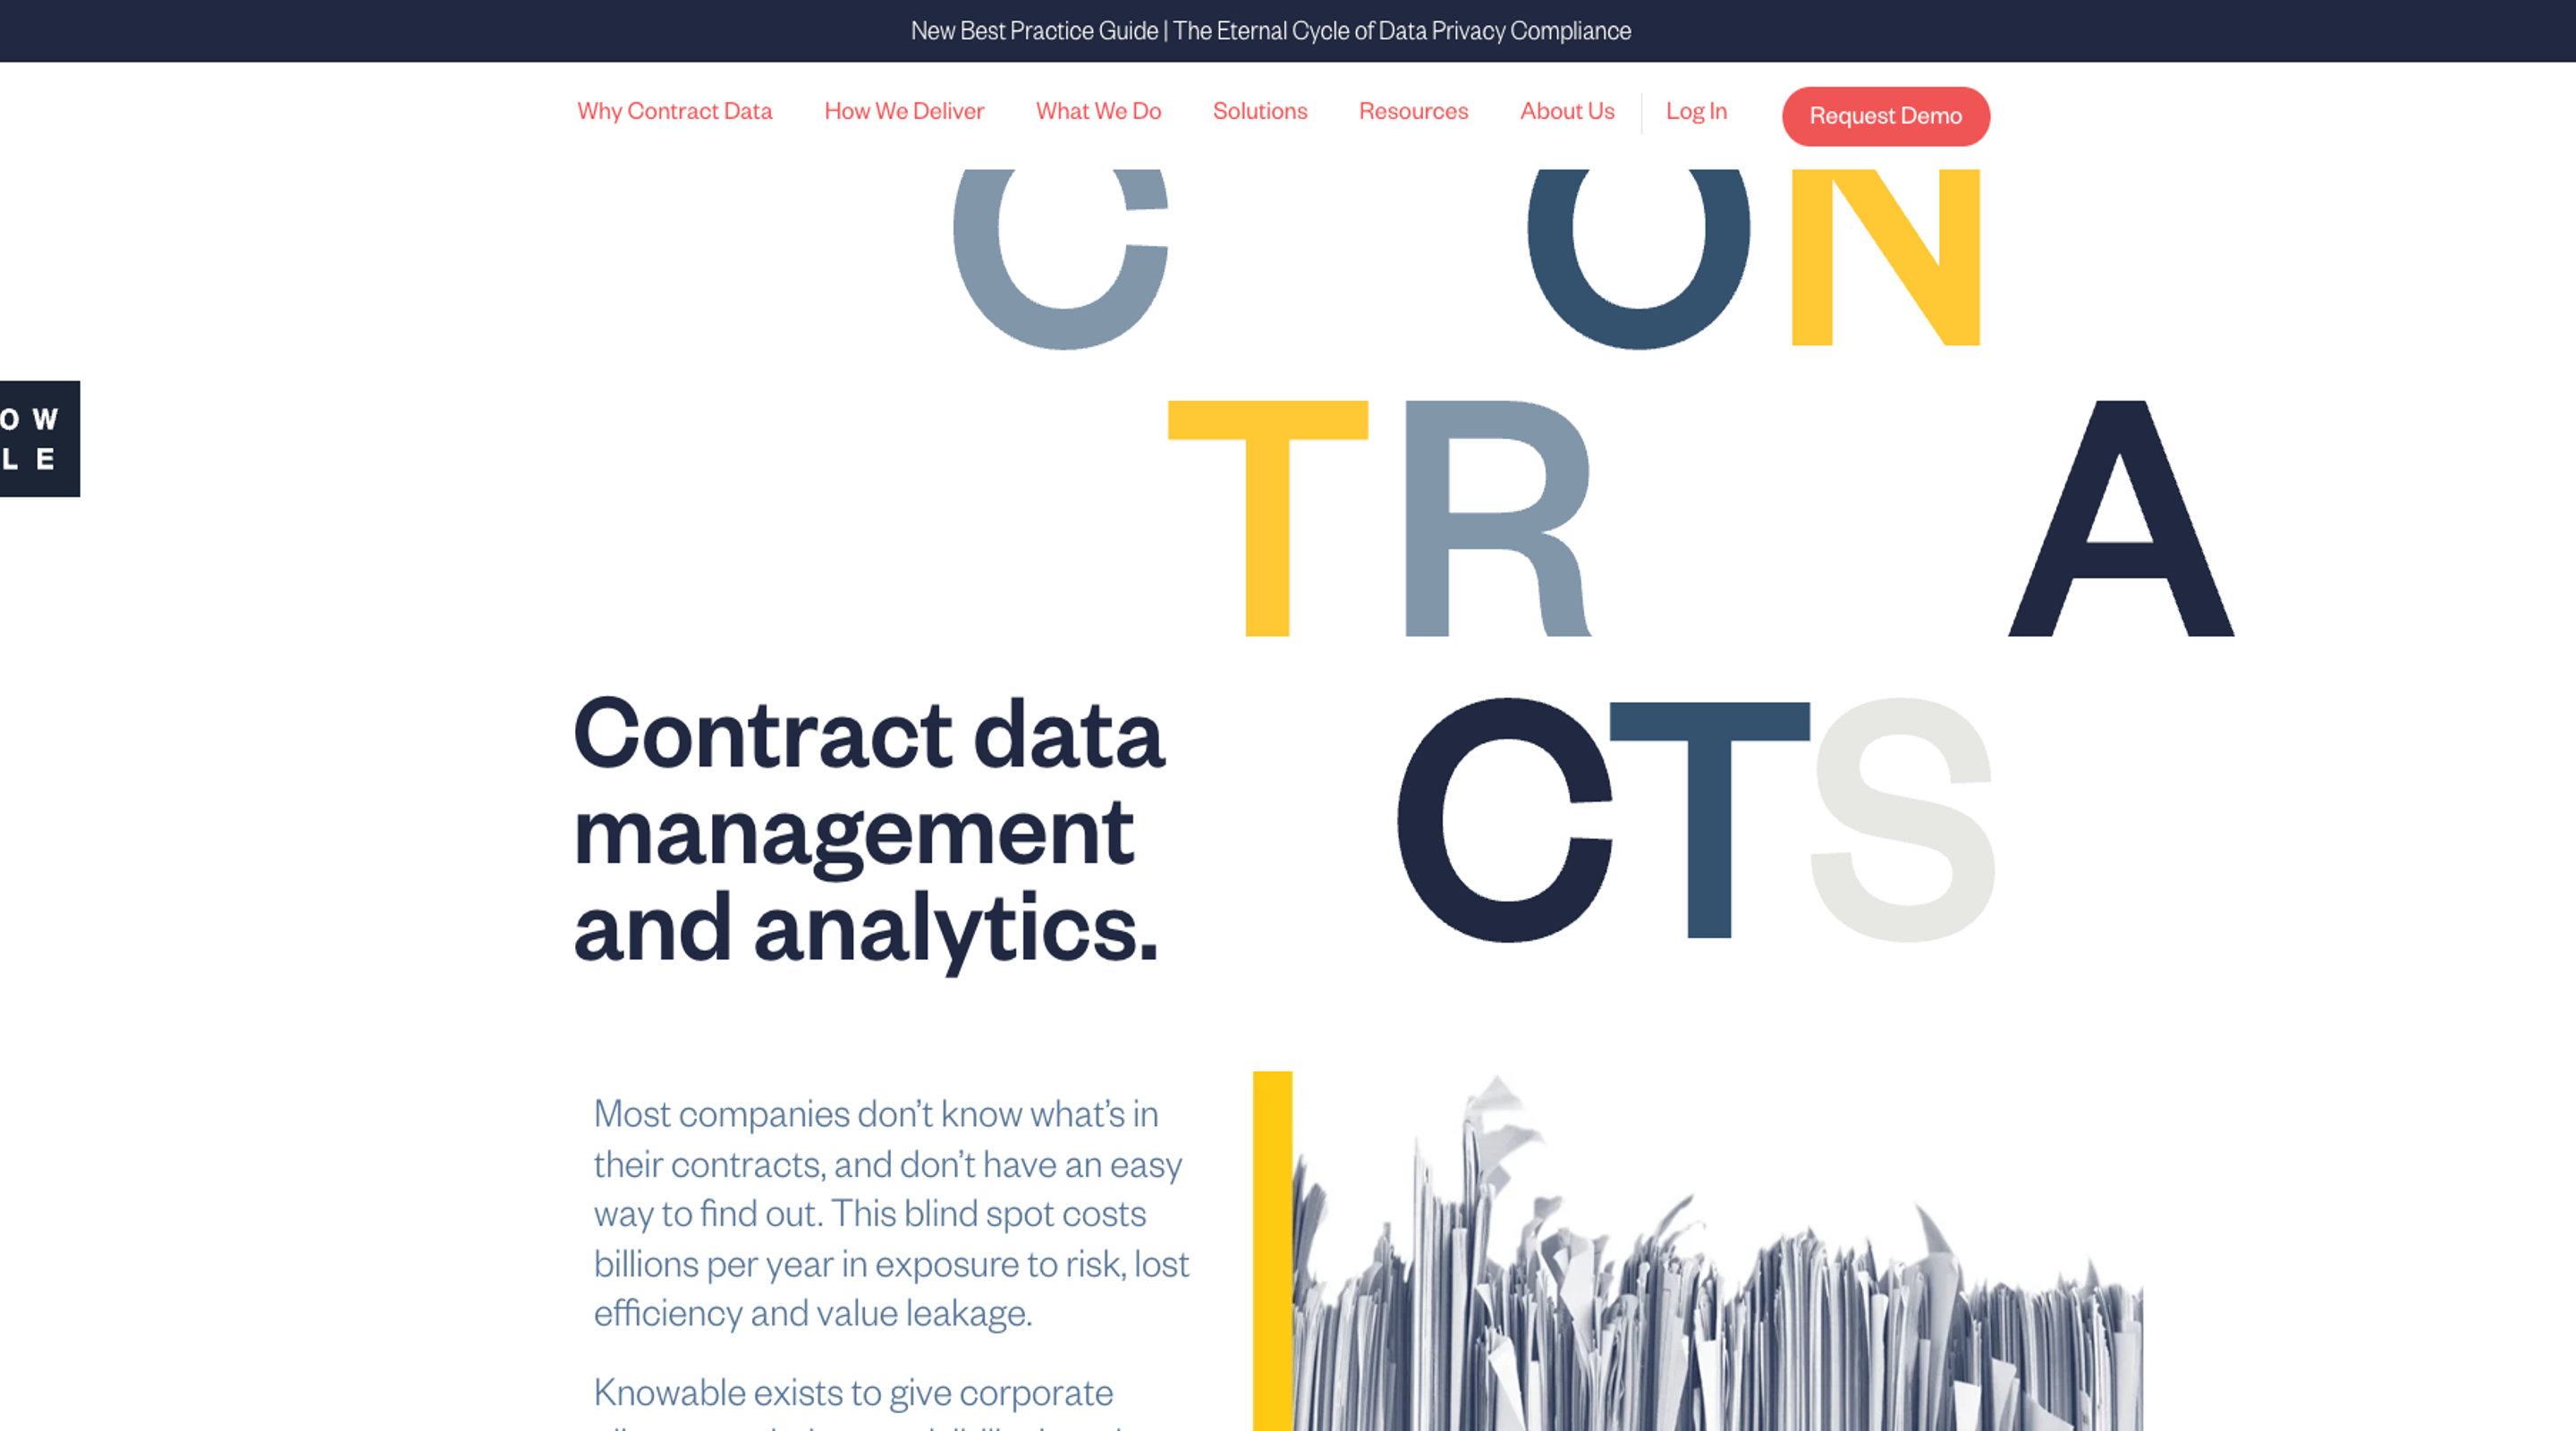 New Best Practice Guide | The Eternal Cycle of Data Privacy Compliance
Why Contract Data How We Deliver What We Do Solutions Resources About Us Log In Request Demo
C ON
OW
LE
TR A
CTS
Contract data
management
and analytics.
Most companies don’t know what’s in
their contracts, and don’t have an easy
way to find out. This blind spot costs
billions per year in exposure to risk, lost
efficiency and value leakage.
Knowable exists to give corporate